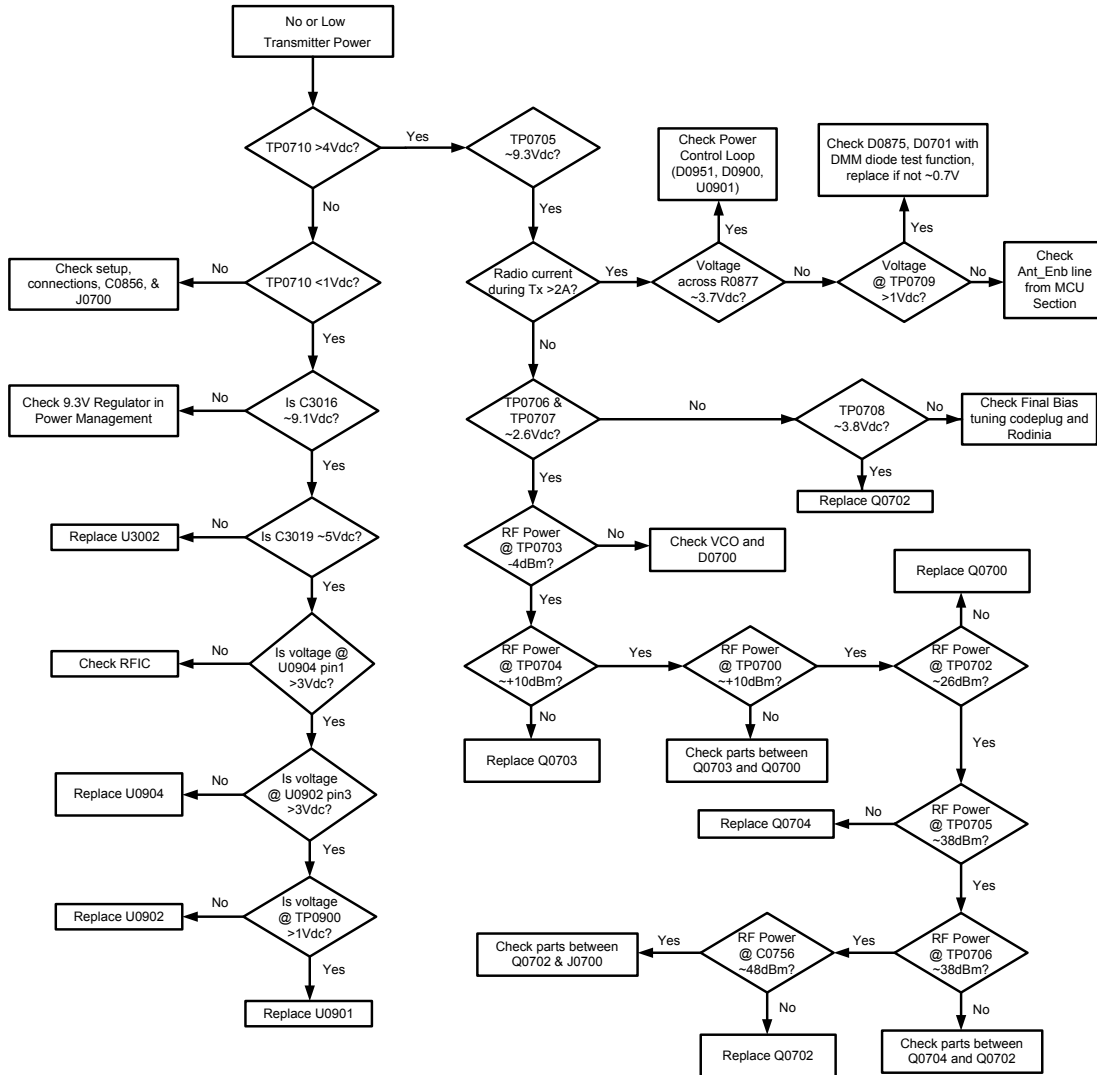 No or Low
Transmitter Power
TP0710 >4Vdc?
Yes
No
TP0705
~9.3Vdc?
Yes
Check Power
Control Loop
(D0951, D0900,
U0901)
Yes
Check D0875, D0701 with
DMM diode test function,
replace if not ~0.7V
Yes
Check setup,
connections, C0856, &
J0700
No
TP0710 <1Vdc?
Yes
Radio current
during Tx >2A?
Yes
No
Voltage
across R0877
~3.7Vdc?
No
Voltage
@ TP0709
>1Vdc?
No
Check
Ant_Enb line
from MCU
Section
Check 9.3V Regulator in
Power Management
No
Is C3016
~9.1Vdc?
Yes
TP0706 &
TP0707
~2.6Vdc?
No
Yes
TP0708
~3.8Vdc?
No
Yes
Check Final Bias
tuning codeplug and
Rodinia
Replace Q0702
Replace U3002
No
Is C3019 ~5Vdc?
Yes
RF Power
@ TP0703
-4dBm?
No
Yes
Check VCO and
D0700
Replace Q0700
No
Check RFIC
No
Is voltage @
U0904 pin1
>3Vdc?
Yes
RF Power
@ TP0704
~+10dBm?
Yes
No
RF Power
@ TP0700
~+10dBm?
Yes
No
RF Power
@ TP0702
~26dBm?
Yes
Replace Q0703
Check parts between
Q0703 and Q0700
Replace U0904
No
Is voltage
@ U0902 pin3
>3Vdc?
Yes
Replace Q0704
No
RF Power
@ TP0705
~38dBm?
Yes
Replace U0902
No
Is voltage
@ TP0900
>1Vdc?
Yes
Replace U0901
Check parts between
Q0702 & J0700
Yes
RF Power
@ C0756
~48dBm?
No
Yes
RF Power
@ TP0706
~38dBm?
No
Replace Q0702
Check parts between
Q0704 and Q0702